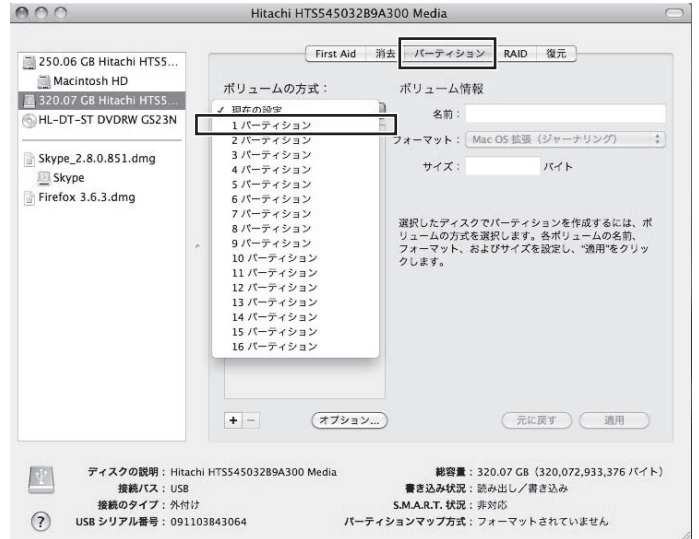 Hitachi HTS545032B9A300 Media
250.06 GB Hitachi HTS5...
Macintosh HD
320.07 GB Hitachi HTS5...
HL-DT-ST DVDRW GS23N
Skype_2.8.0.851.dmg
Skype
Firefox 3.6.3.dmg
First Aid 消去 パーティション RAID 復元
ボリュームの方式：
✓ 現在の設定
1 パーティション
2 パーティション
3 パーティション
4 パーティション
5 パーティション
6 パーティション
7 パーティション
8 パーティション
9 パーティション
10 パーティション
11 パーティション
12 パーティション
13 パーティション
14 パーティション
15 パーティション
16 パーティション
ボリューム情報
名前：
フォーマット： Mac OS 拡張（ジャーナリング）
サイズ： バイト
選択したディスクでパーティションを作成するには、ボ
リュームの方式を選択します。各ボリュームの名前、
フォーマット、およびサイズを設定し、“適用”をクリッ
クします。
+ − オプション...
元に戻す 適用
ディスクの説明：Hitachi HTS545032B9A300 Media
接続バス：USB
接続のタイプ：外付け
USB シリアル番号：091103B43064
総容量：320.07 GB（320,072,933,376 バイト）
書き込み状況：読み出し／書き込み
S.M.A.R.T. 状況：非対応
パーティションマップ方式：フォーマットされていません
?